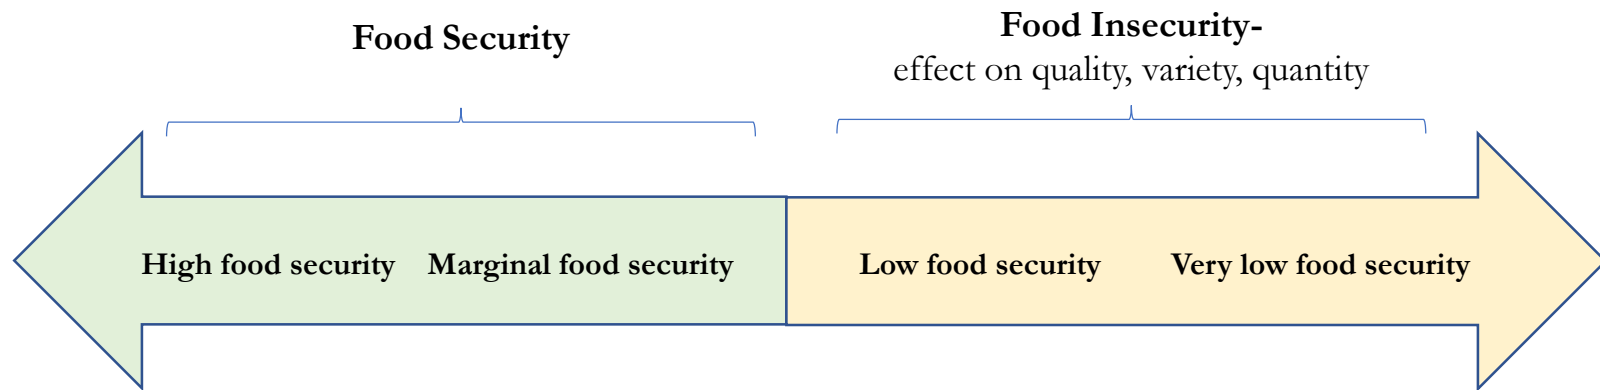 Food Security
Food Insecurity-
effect on quality, variety, quantity
High food security
Marginal food security
Low food security
Very low food security